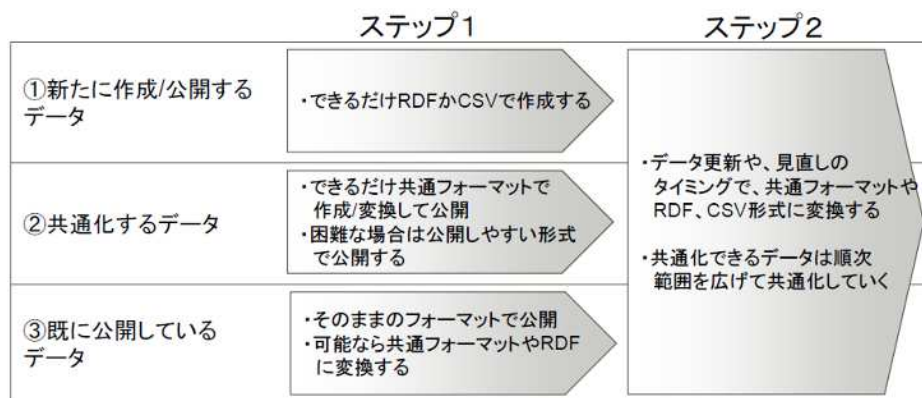 ステップ1
ステップ2
①新たに作成/公開する
データ
・できるだけRDFかCSVで作成する
②共通化するデータ
・できるだけ共通フォーマットで
作成/変換して公開
・困難な場合は公開しやすい形式
で公開する
③既に公開している
データ
・そのままのフォーマットで公開
・可能なら共通フォーマットやRDF
に変換する
・データ更新や、見直しの
タイミングで、共通フォーマットや
RDF、CSV形式に変換する
・共通化できるデータは順次
範囲を広げて共通化していく